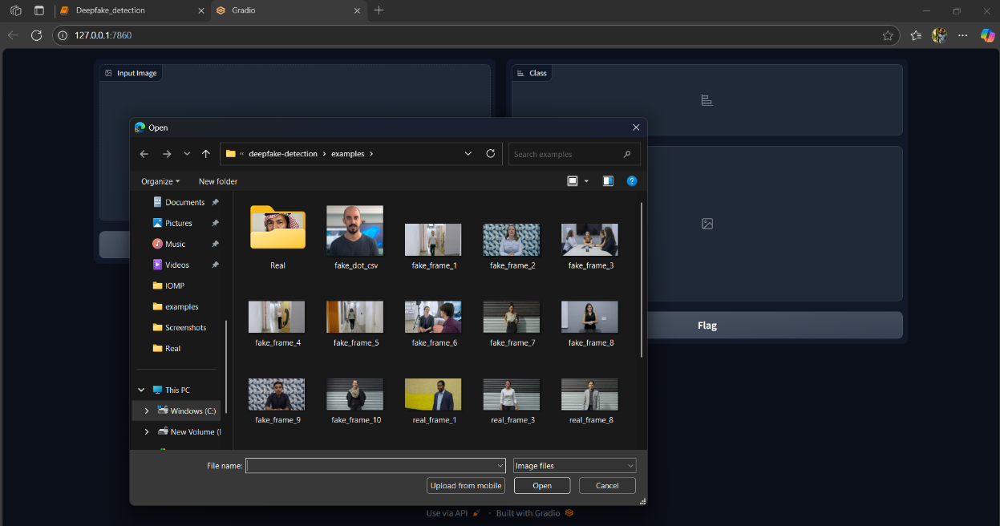 Deepfake_detection
Gradio
127.0.0.1:7860
Input Image
Class
Open
deepfake-detection › examples ›
Search examples
Organize
New folder
Documents
Pictures
Music
Videos
IOMP
examples
Screenshots
Real
This PC
Windows (C:)
New Volume (
Real
fake_dot_csv
fake_frame_1
fake_frame_2
fake_frame_3
fake_frame_4
fake_frame_5
fake_frame_6
fake_frame_7
fake_frame_8
fake_frame_9
fake_frame_10
real_frame_1
real_frame_3
real_frame_8
Flag
File name:
Image files
Upload from mobile
Open
Cancel
Use via API · Built with Gradio